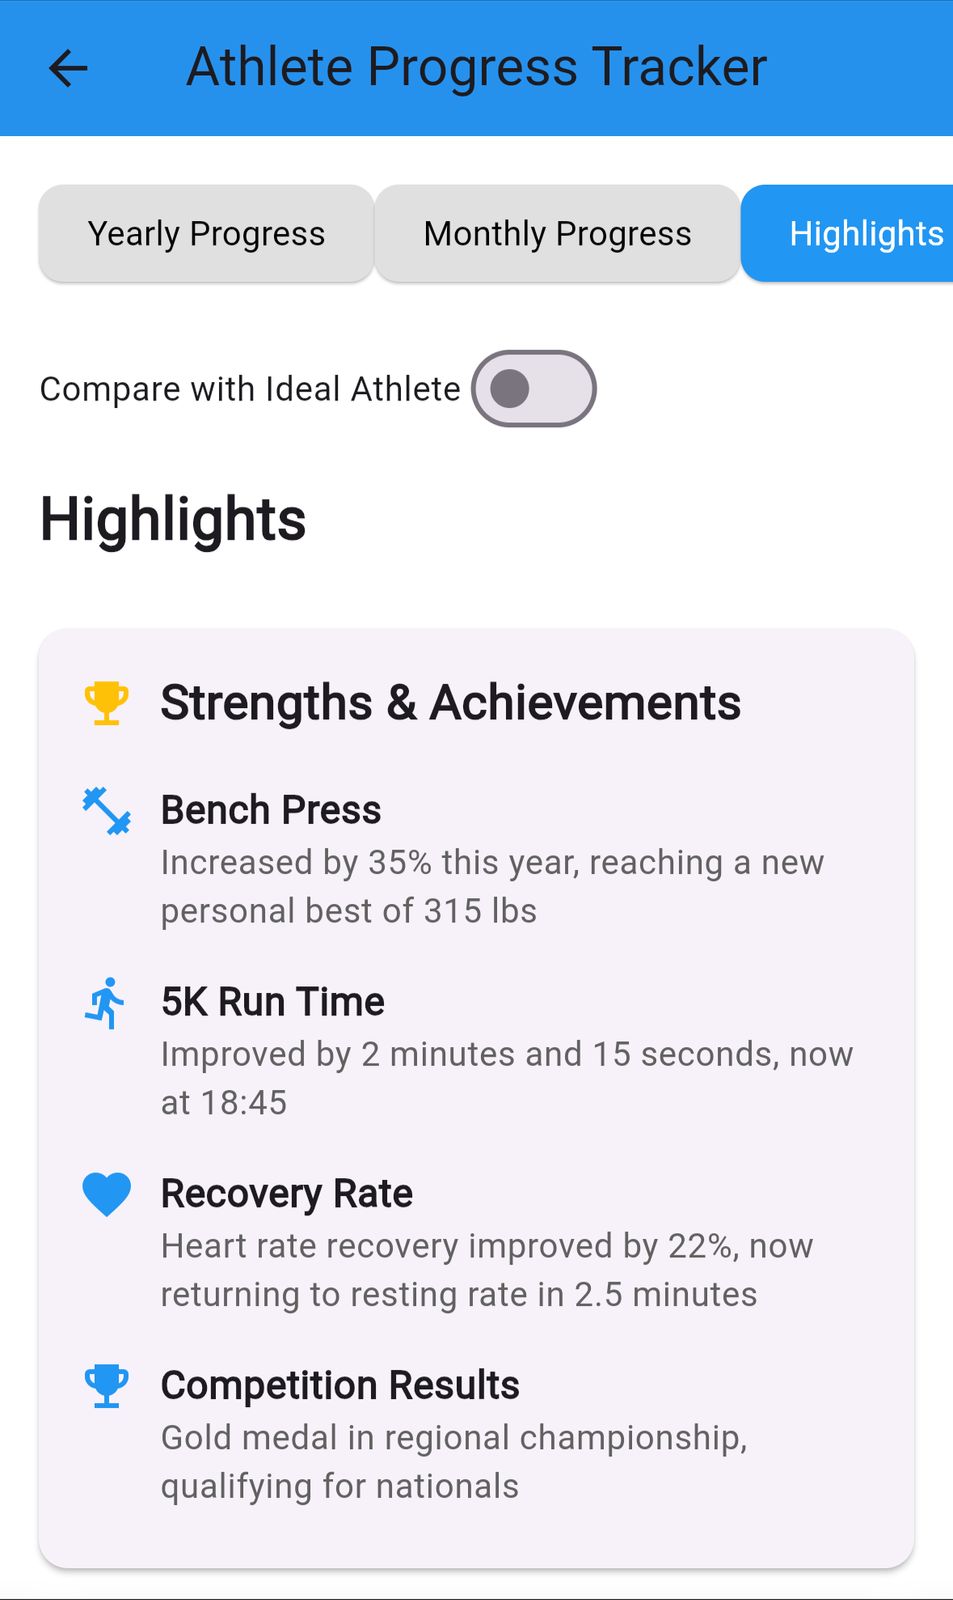 Athlete Progress Tracker
Yearly Progress
Monthly Progress
Highlights
Compare with Ideal Athlete
Highlights
Strengths & Achievements
Bench Press
Increased by 35% this year, reaching a new
personal best of 315 lbs
5K Run Time
Improved by 2 minutes and 15 seconds, now
at 18:45
Recovery Rate
Heart rate recovery improved by 22%, now
returning to resting rate in 2.5 minutes
Competition Results
Gold medal in regional championship,
qualifying for nationals